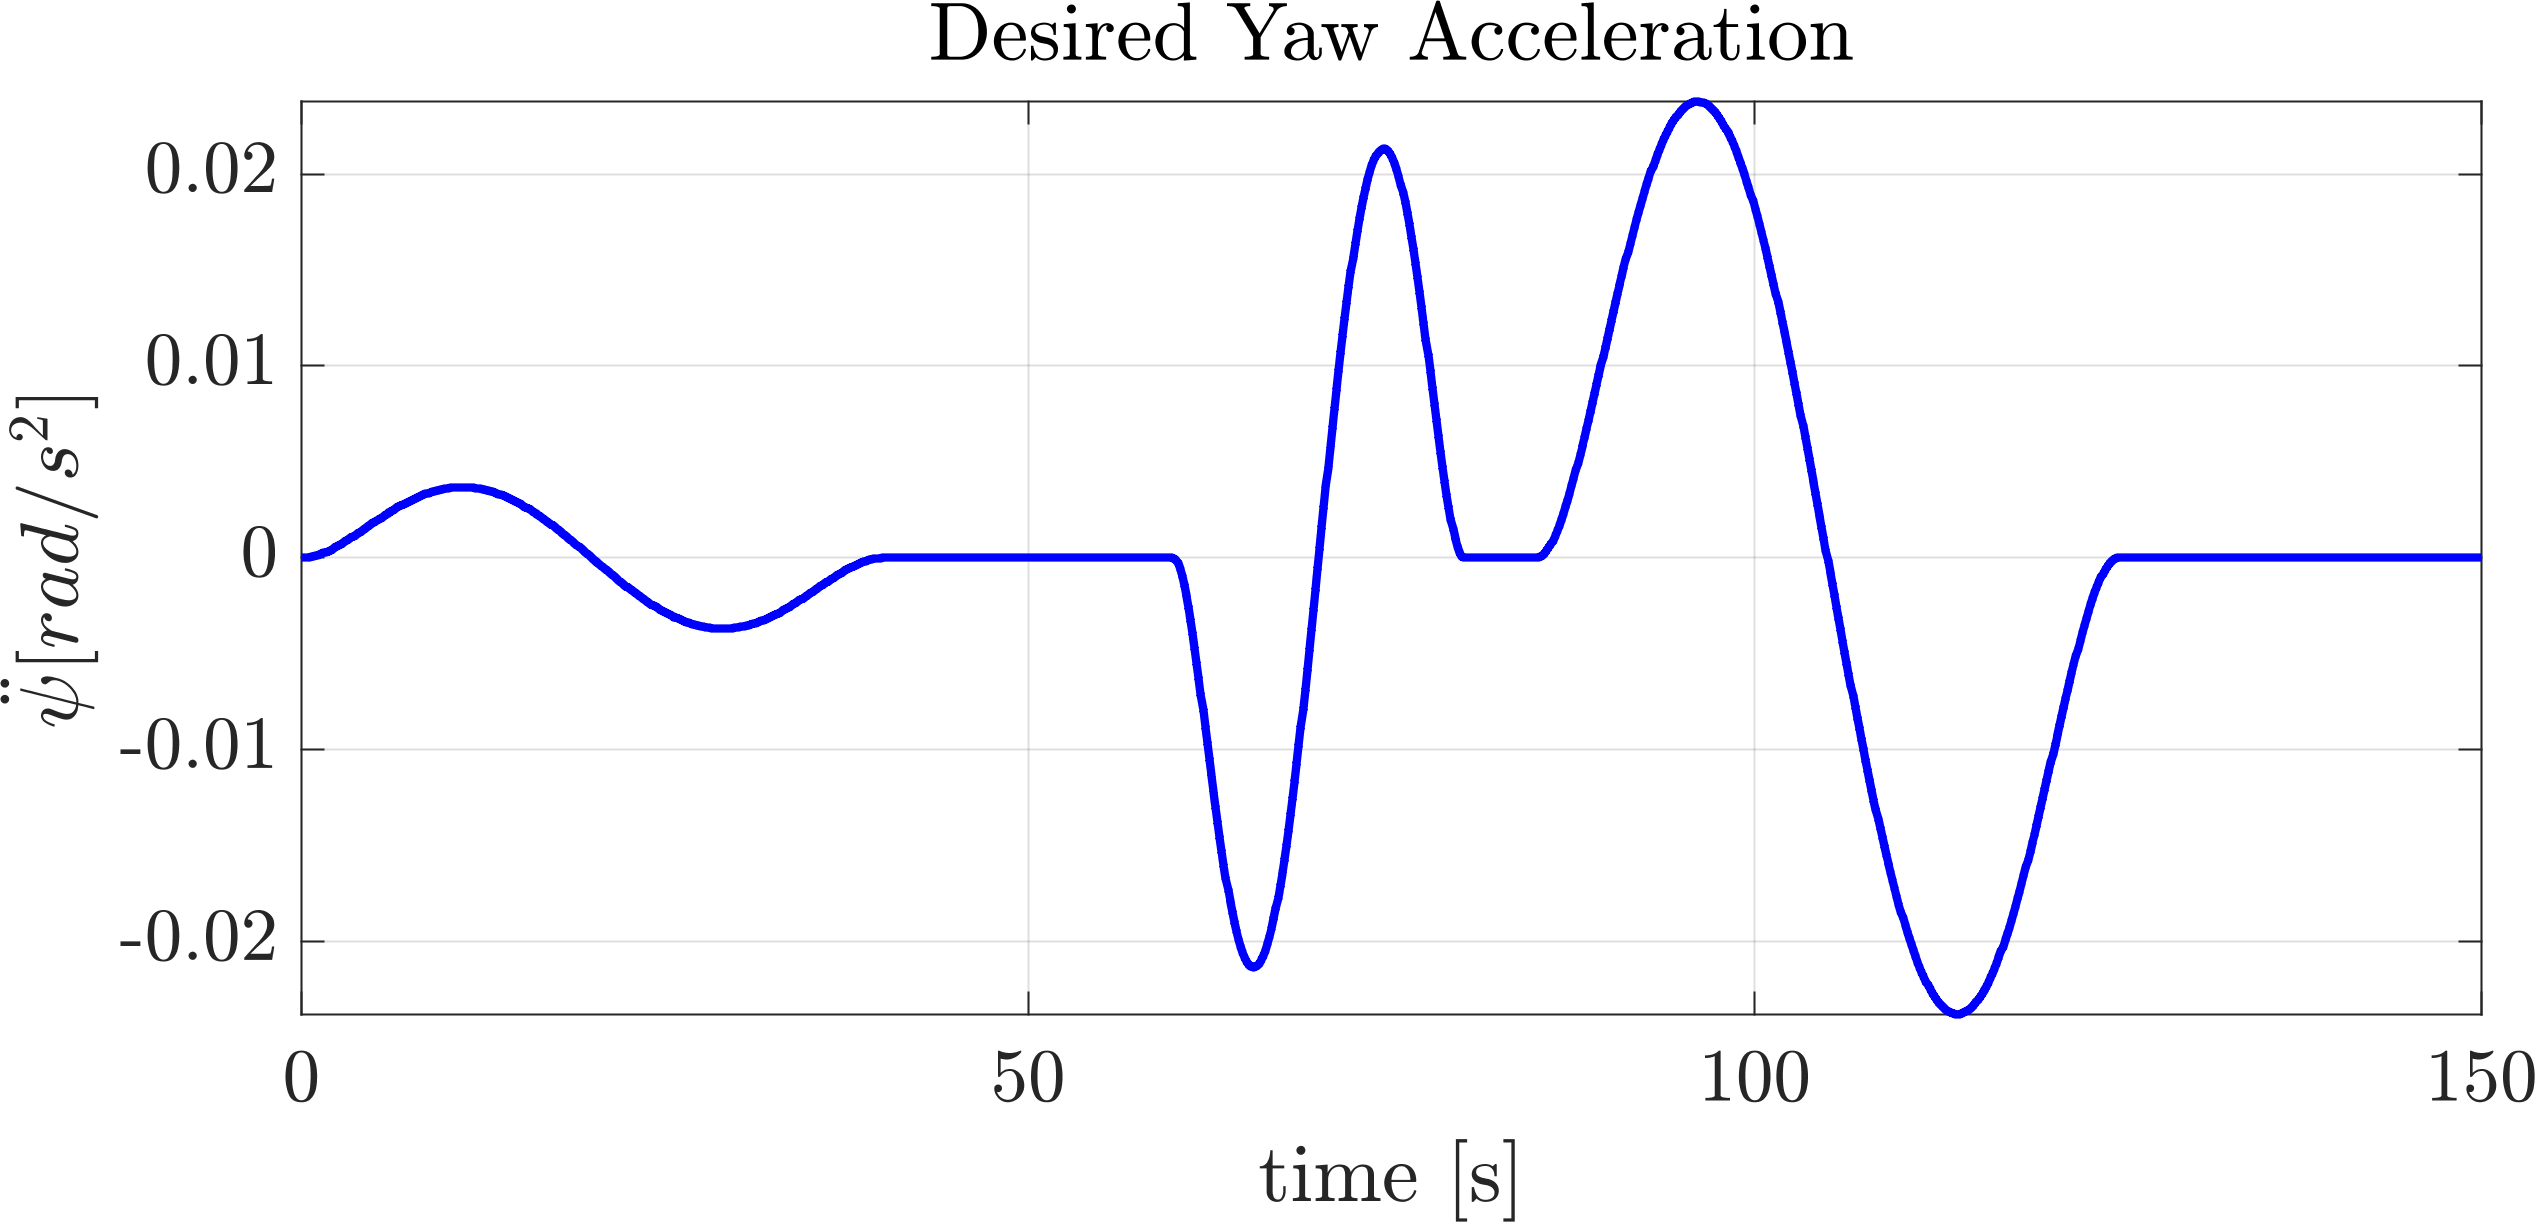 Desired Yaw Acceleration
ψ̈[rad/s²]
0.02
0.01
0
-0.01
-0.02
0 50 100 150
time [s]